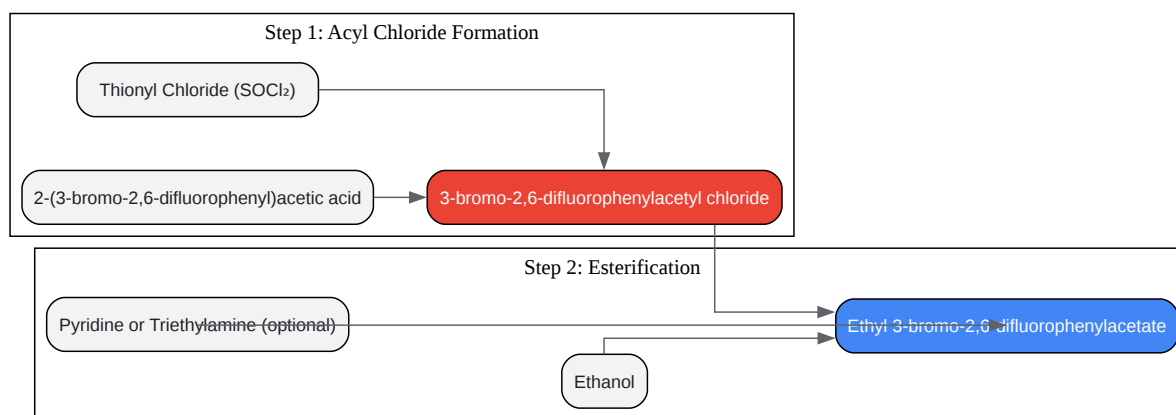 Step 1: Acyl Chloride Formation
Thionyl Chloride (SOCl₂)
2-(3-bromo-2,6-difluorophenyl)acetic acid
3-bromo-2,6-difluorophenylacetyl chloride
Step 2: Esterification
Pyridine or Triethylamine (optional)
Ethyl 3-bromo-2,6-difluorophenylacetate
Ethanol